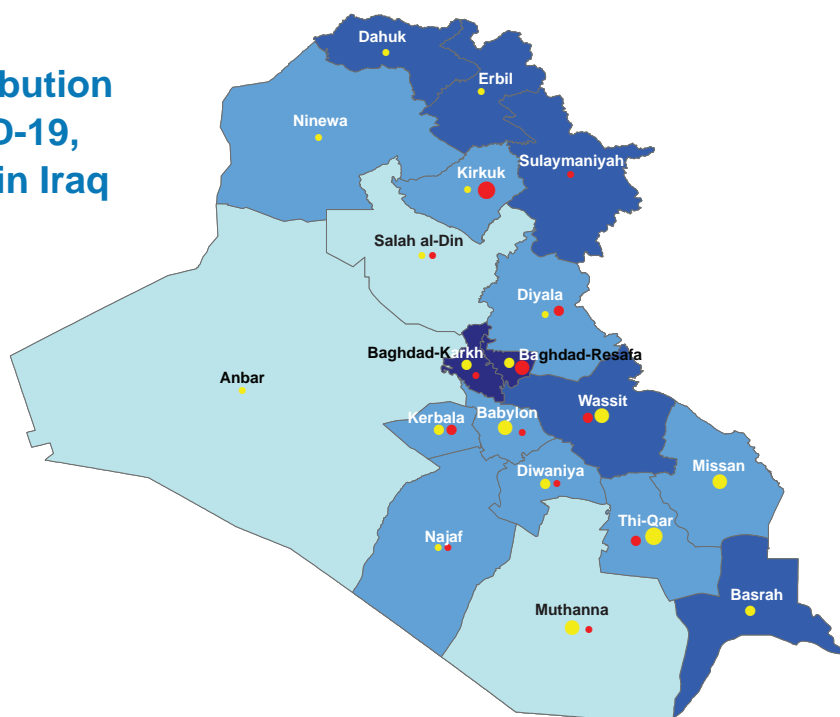 bution
D-19,
in Iraq
Dahuk
Erbil
Ninewa
Sulaymaniyah
Kirkuk
Salah al-Din
Diyala
Baghdad-Karkh
Baghdad-Resafa
Anbar
Wassit
Kerbala
Babylon
Missan
Diwaniya
Thi-Qar
Najaf
Basrah
Muthanna